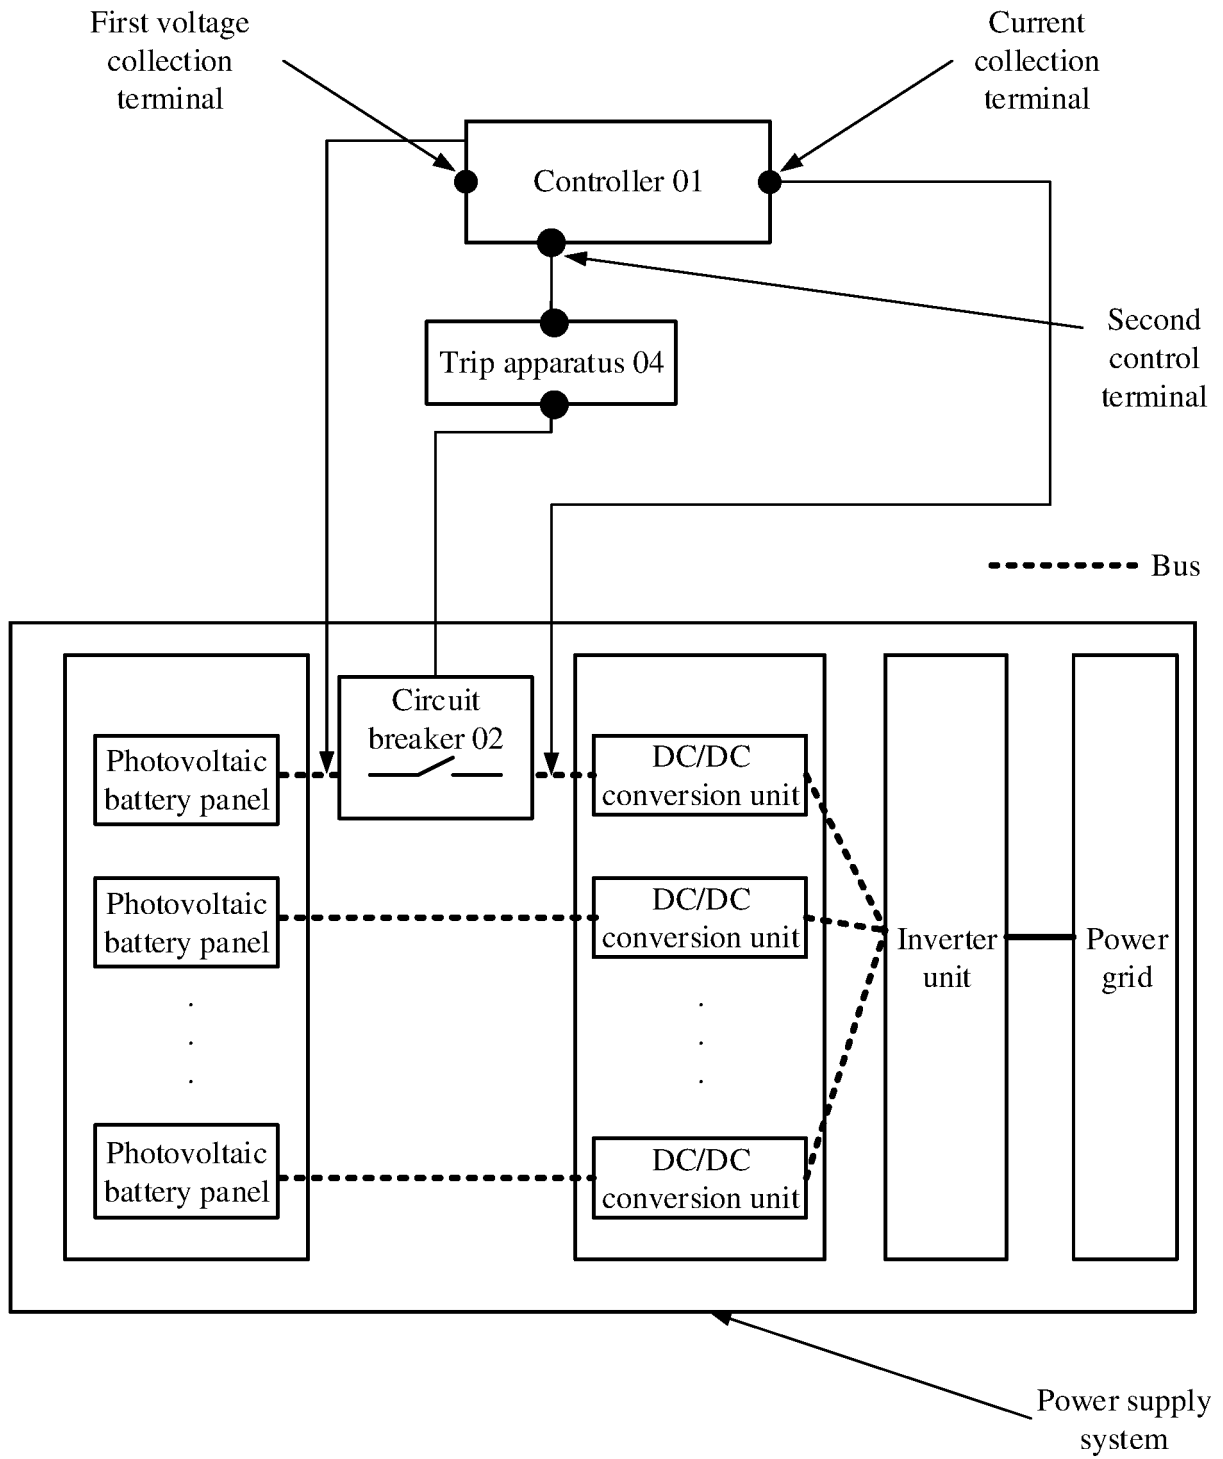 First voltage
collection
terminal
Current
collection
terminal
Controller 01
Second
control
terminal
Trip apparatus 04
Bus
Circuit
breaker 02
Photovoltaic
battery panel
DC/DC
conversion unit
Photovoltaic
battery panel
DC/DC
conversion unit
Inverter
unit
Power
grid
.
.
.
.
.
.
Photovoltaic
battery panel
DC/DC
conversion unit
Power supply
system